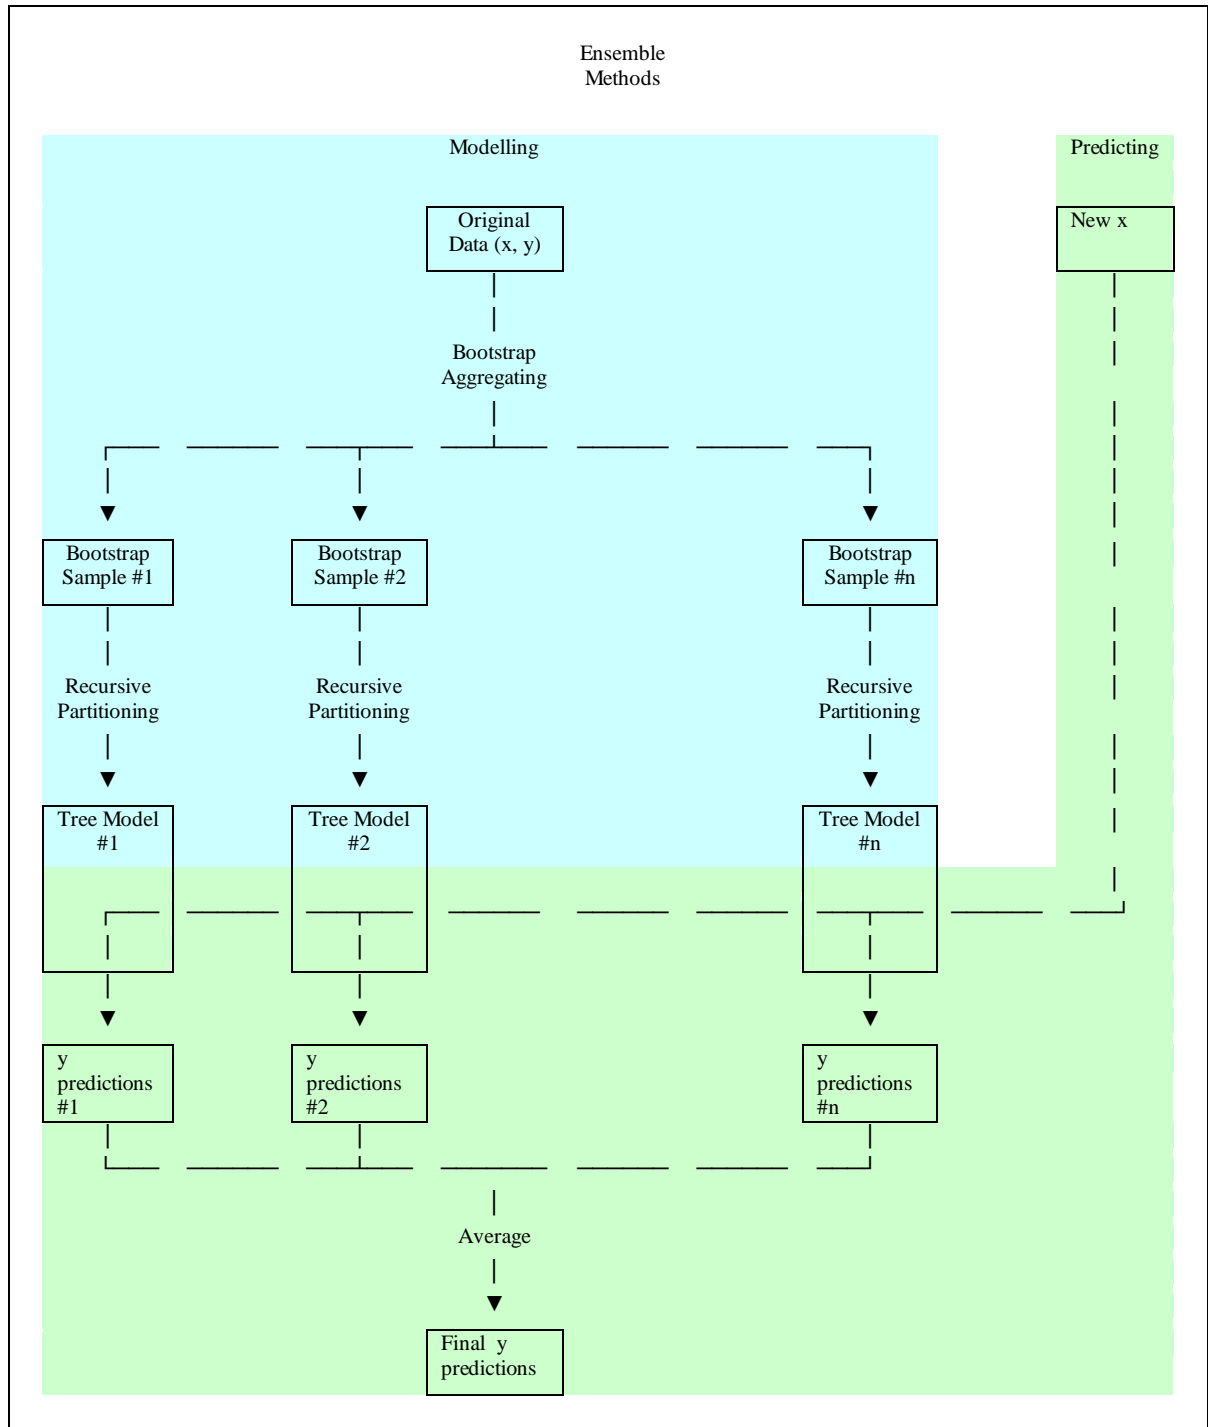 Ensemble
Methods
Modelling
Predicting
Original
Data (x, y)
New x
Bootstrap
Aggregating
Bootstrap
Sample #1
Bootstrap
Sample #2
Bootstrap
Sample #n
Recursive
Partitioning
Recursive
Partitioning
Recursive
Partitioning
Tree Model
#1
Tree Model
#2
Tree Model
#n
y
predictions
#1
y
predictions
#2
y
predictions
#n
Average
Final y
predictions